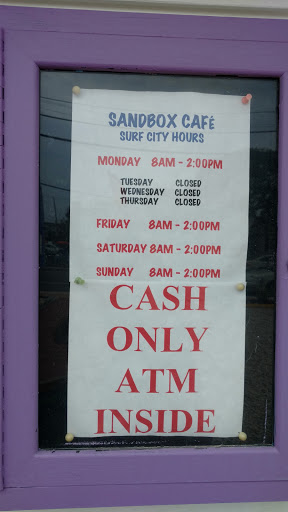 SANDBOX CAFÉ
SURF CITY HOURS
MONDAY 8AM - 2:00PM
TUESDAY CLOSED
WEDNESDAY CLOSED
THURSDAY CLOSED
FRIDAY 8AM - 2:00PM
SATURDAY 8AM - 2:00PM
SUNDAY 8AM - 2:00PM
CASH
ONLY
ATM
INSIDE